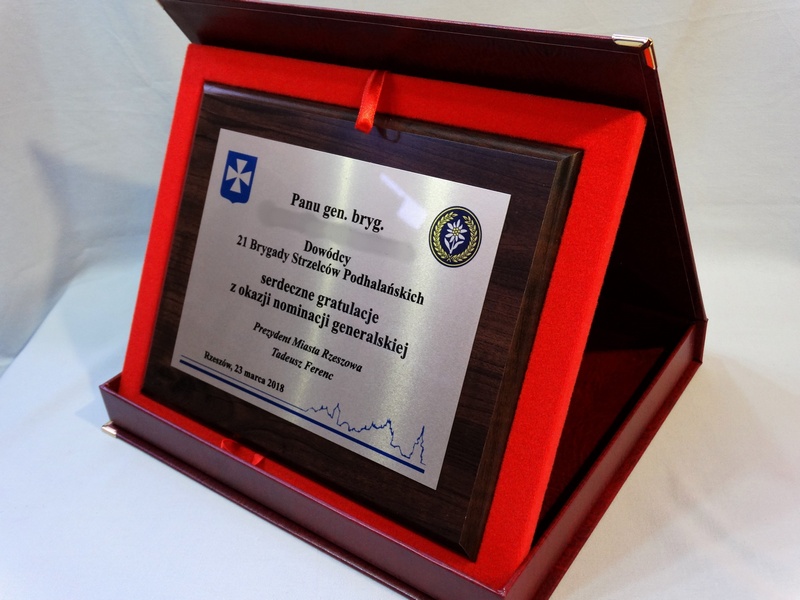 Panu gen. bryg.
Dowódcy
21 Brygady Strzelców Podhalańskich
serdeczne gratulacje
z okazji nominacji generalskiej
Prezydent Miasta Rzeszowa
Tadeusz Ferenc
Rzeszów, 23 marca 2018